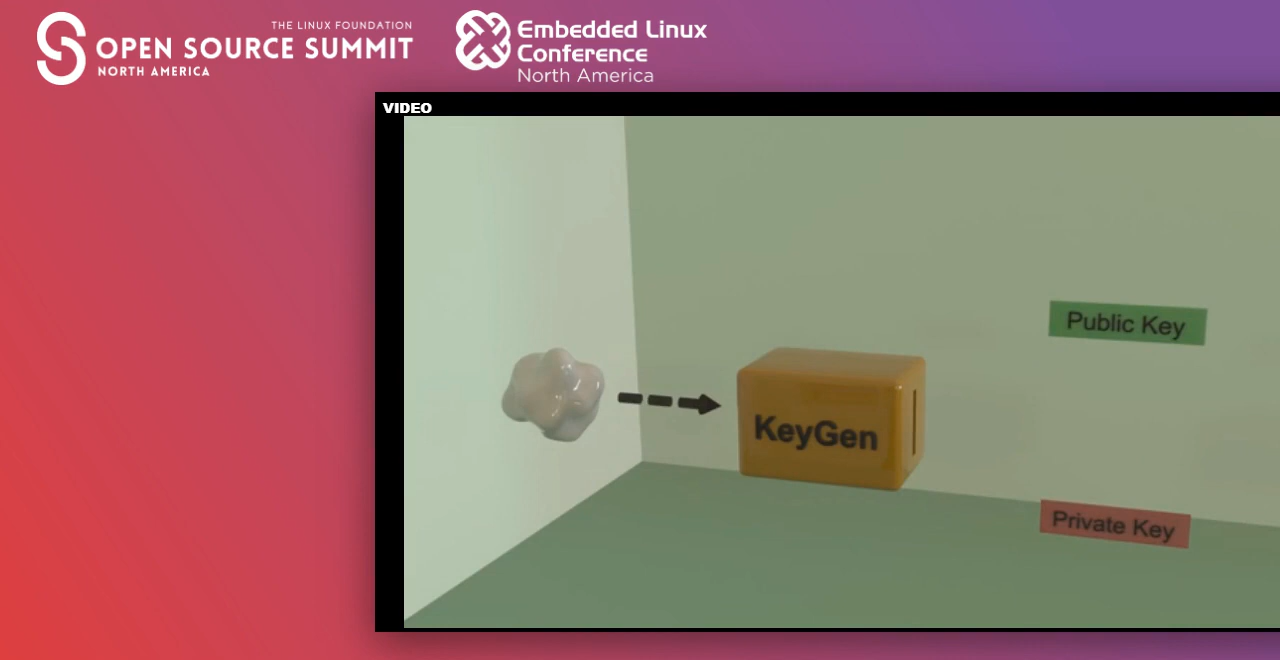 THE LINUX FOUNDATION
OPEN SOURCE SUMMIT
NORTH AMERICA
Embedded Linux
Conference
North America
VIDEO
Public Key
KeyGen
Private Key